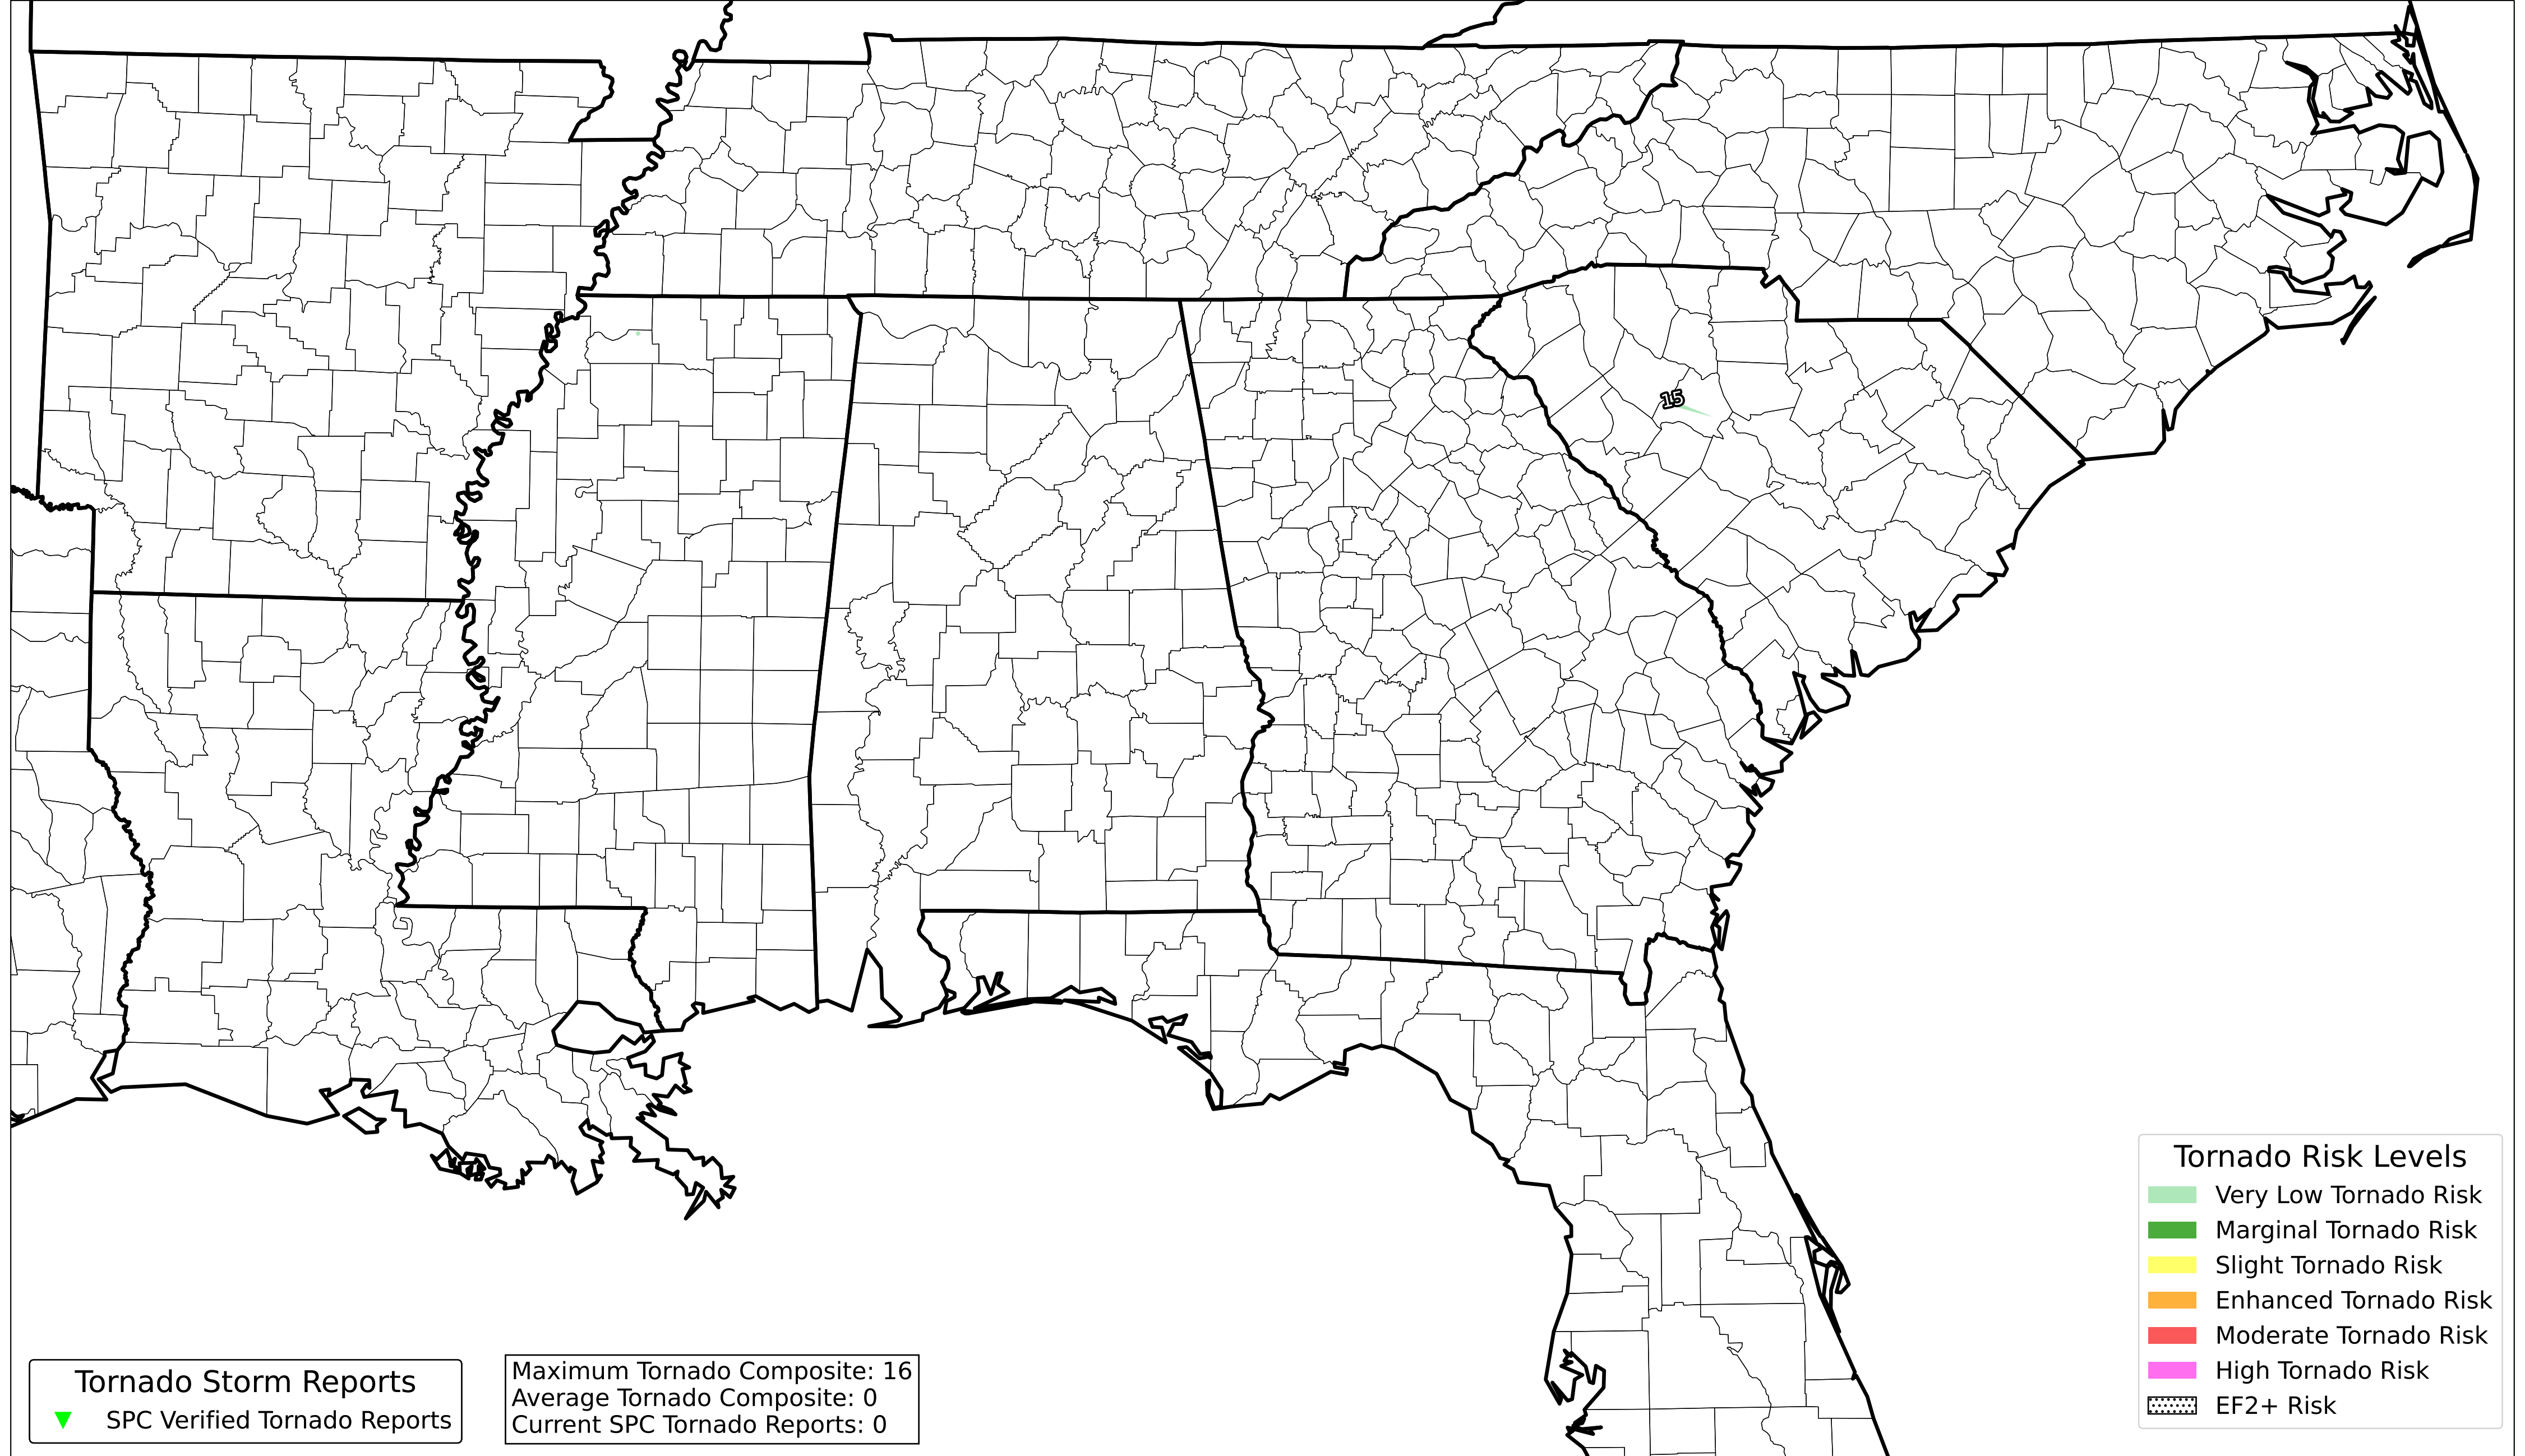 15
Tornado Risk Levels
Very Low Tornado Risk
Marginal Tornado Risk
Slight Tornado Risk
Enhanced Tornado Risk
Moderate Tornado Risk
High Tornado Risk
EF2+ Risk
Tornado Storm Reports
SPC Verified Tornado Reports
Maximum Tornado Composite: 16
Average Tornado Composite: 0
Current SPC Tornado Reports: 0